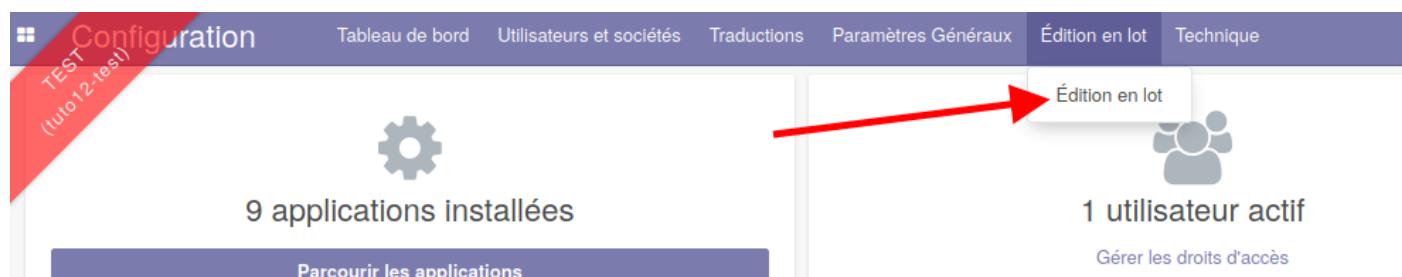 Configuration Tableau de bord Utilisateurs et sociétés Traductions Paramètres Généraux Édition en lot Technique
TEST
(tuto12-test)
Édition en lot
9 applications installées
1 utilisateur actif
Parcourir les applications
Gérer les droits d'accès